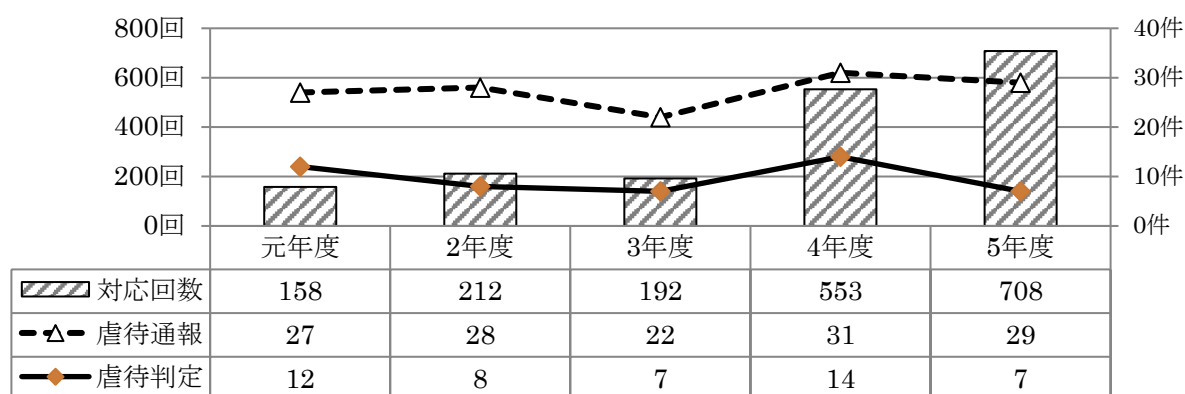 800回 40件
600回 30件
400回 20件
200回 10件
0回 0件
元年度 2年度 3年度 4年度 5年度
対応回数 158 212 192 553 708
虐待通報 27 28 22 31 29
虐待判定 12 8 7 14 7